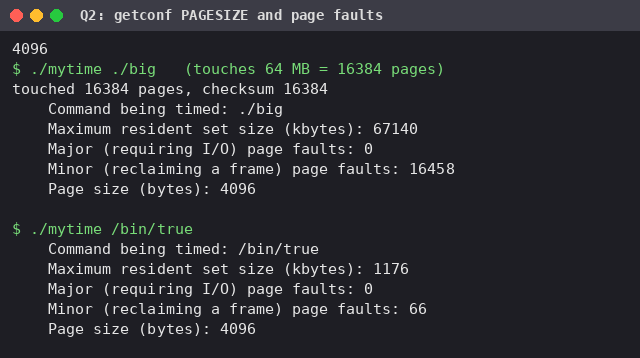 Q2: getconf PAGESIZE and page faults
4096
$ ./mytime ./big   (touches 64 MB = 16384 pages)
touched 16384 pages, checksum 16384
    Command being timed: ./big
    Maximum resident set size (kbytes): 67140
    Major (requiring I/O) page faults: 0
    Minor (reclaiming a frame) page faults: 16458
    Page size (bytes): 4096

$ ./mytime /bin/true
    Command being timed: /bin/true
    Maximum resident set size (kbytes): 1176
    Major (requiring I/O) page faults: 0
    Minor (reclaiming a frame) page faults: 66
    Page size (bytes): 4096